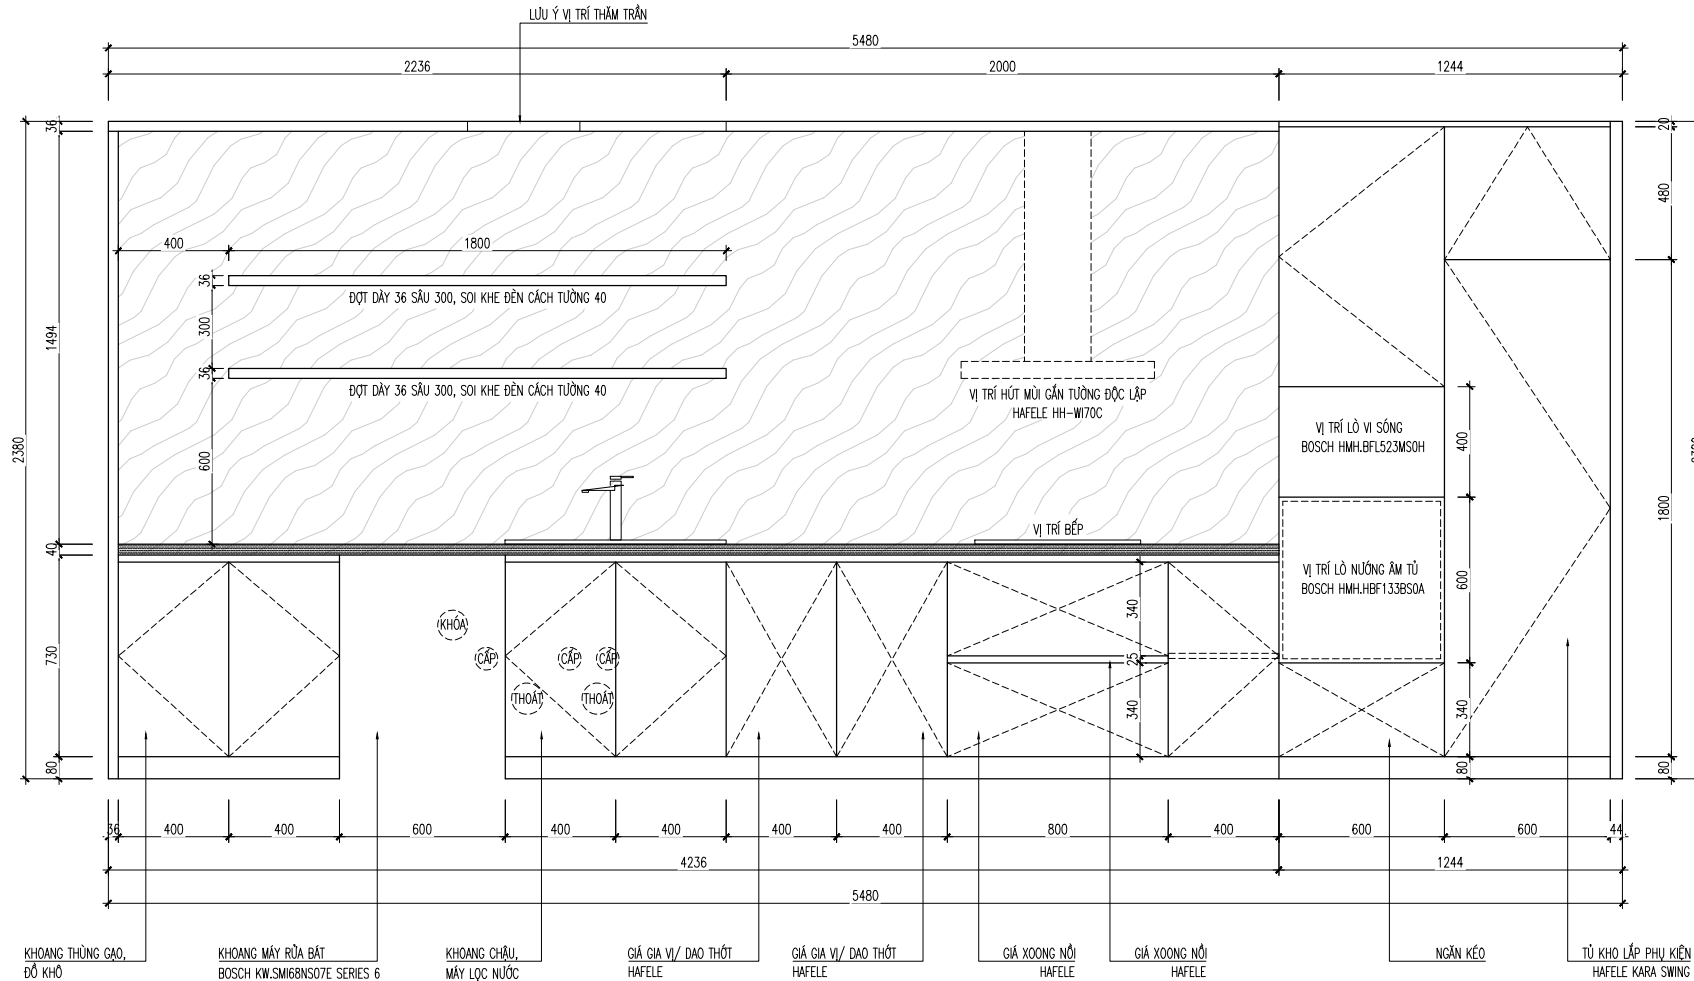 LƯU Ý VỊ TRÍ THĂM TRẦN
5480
2236
2000
1244
36
20
480
400
1800
36
ĐỢT DÀY 36 SÂU 300, SOI KHE ĐÈN CÁCH TƯỜNG 40
300
1494
36
ĐỢT DÀY 36 SÂU 300, SOI KHE ĐÈN CÁCH TƯỜNG 40
VỊ TRÍ HÚT MÙI GẮN TƯỜNG ĐỘC LẬP
HAFELE HH-WI70C
VỊ TRÍ LÒ VI SÓNG
BOSCH HMH.BFL523MS0H
400
2380
600
1800
VỊ TRÍ BẾP
40
VỊ TRÍ LÒ NƯỚNG ÂM TỦ
BOSCH HMH.HBF133BS0A
600
340
KHÓA
730
CẤP
CẤP
CẤP
25
THOÁT
THOÁT
340
340
80
80
80
36
400
400
600
400
400
400
400
800
400
600
600
44
4236
1244
5480
KHOANG THÙNG GẠO,
ĐỒ KHÔ
KHOANG MÁY RỬA BÁT
BOSCH KW.SMI68NS07E SERIES 6
KHOANG CHẬU,
MÁY LỌC NƯỚC
GIÁ GIA VỊ/ DAO THỚT
HAFELE
GIÁ GIA VỊ/ DAO THỚT
HAFELE
GIÁ XOONG NỒI
HAFELE
GIÁ XOONG NỒI
HAFELE
NGĂN KÉO
TỦ KHO LẮP PHỤ KIỆN
HAFELE KARA SWING